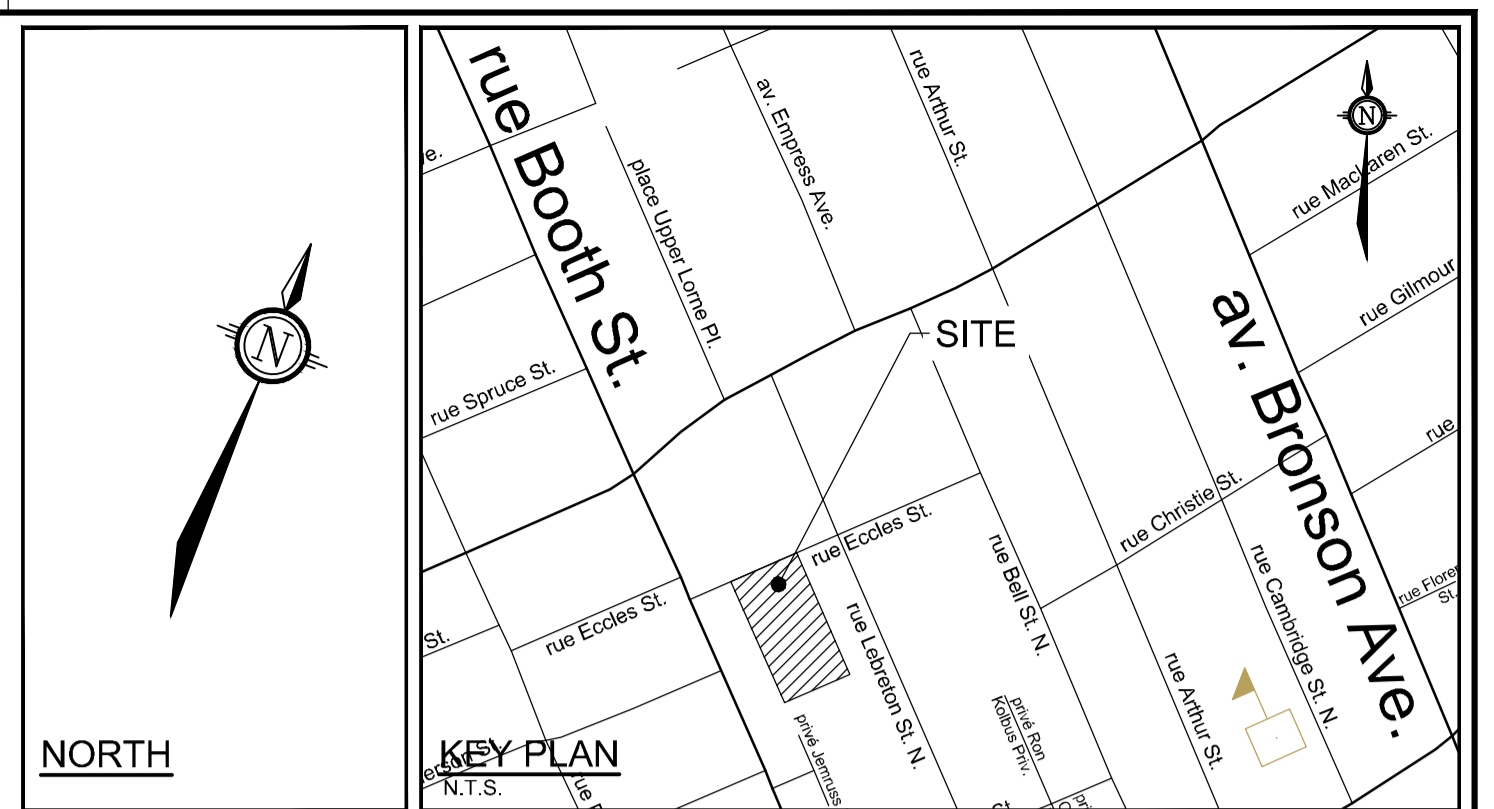 N
NORTH
rue Booth St.
place Upper Lorne Pl.
av. Empress Ave.
rue Arthur St.
N
rue MacLaren St.
rue Gilmour
rue
av. Bronson Ave.
SITE
rue Spruce St.
rue Eccles St.
rue Eccles St.
St.
rue Lebreton St. N.
rue Bell St. N.
rue Christie St.
rue Cambridge St. N.
rue Arthur St.
St.
privé Ron
Kolbus Priv.
privé Jemruss
KEY PLAN
N.T.S.